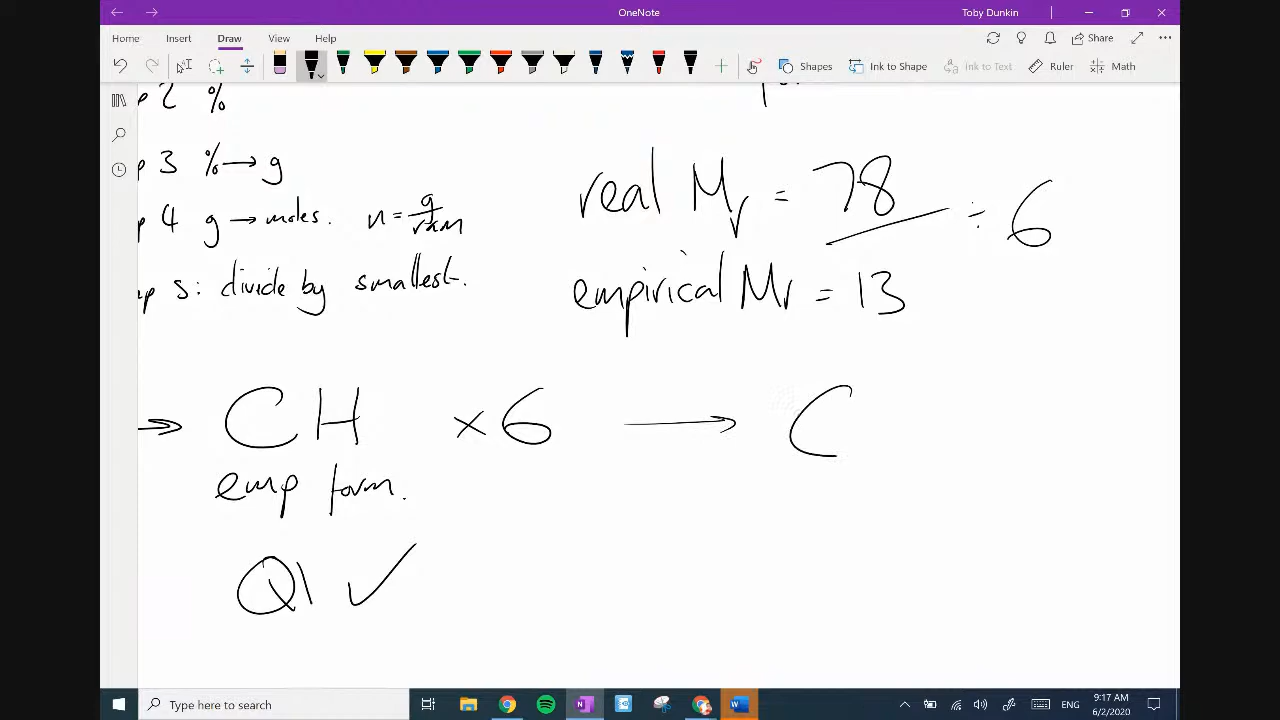 OneNote
Toby Dunkin
Home Insert Draw View Help
Share
Shapes Ink to Shape Ink to Text Ruler Math
p 2 %
p 3 % → g
p 4 g → moles. n = g/ram
p 5: divide by smallest.
real Mr = 78 ÷ 6
empirical Mr = 13
→ CH ×6 → C
emp form.
Q1 ✓
Type here to search
ENG
9:17 AM
6/2/2020